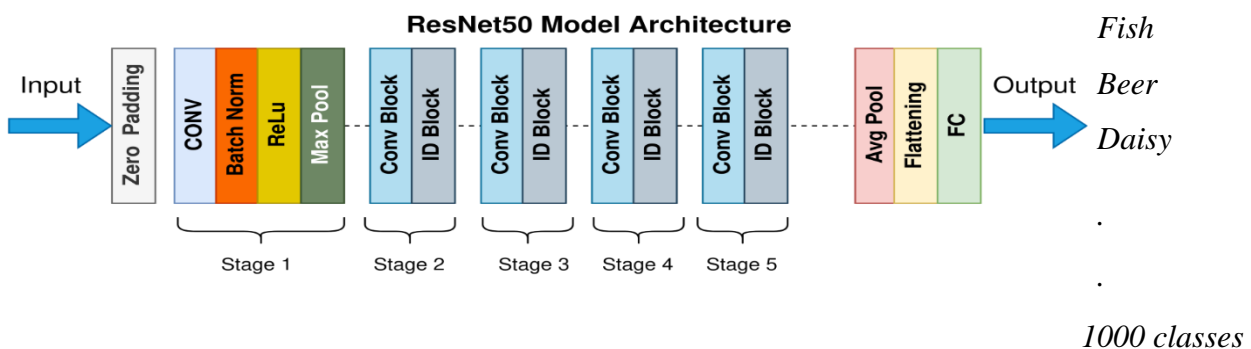 ResNet50 Model Architecture
Input
Zero Padding
CONV
Batch Norm
ReLu
Max Pool
Conv Block
ID Block
Conv Block
ID Block
Conv Block
ID Block
Conv Block
ID Block
Avg Pool
Flattening
FC
Output
Fish
Beer
Daisy
.
.
1000 classes
Stage 1
Stage 2
Stage 3
Stage 4
Stage 5